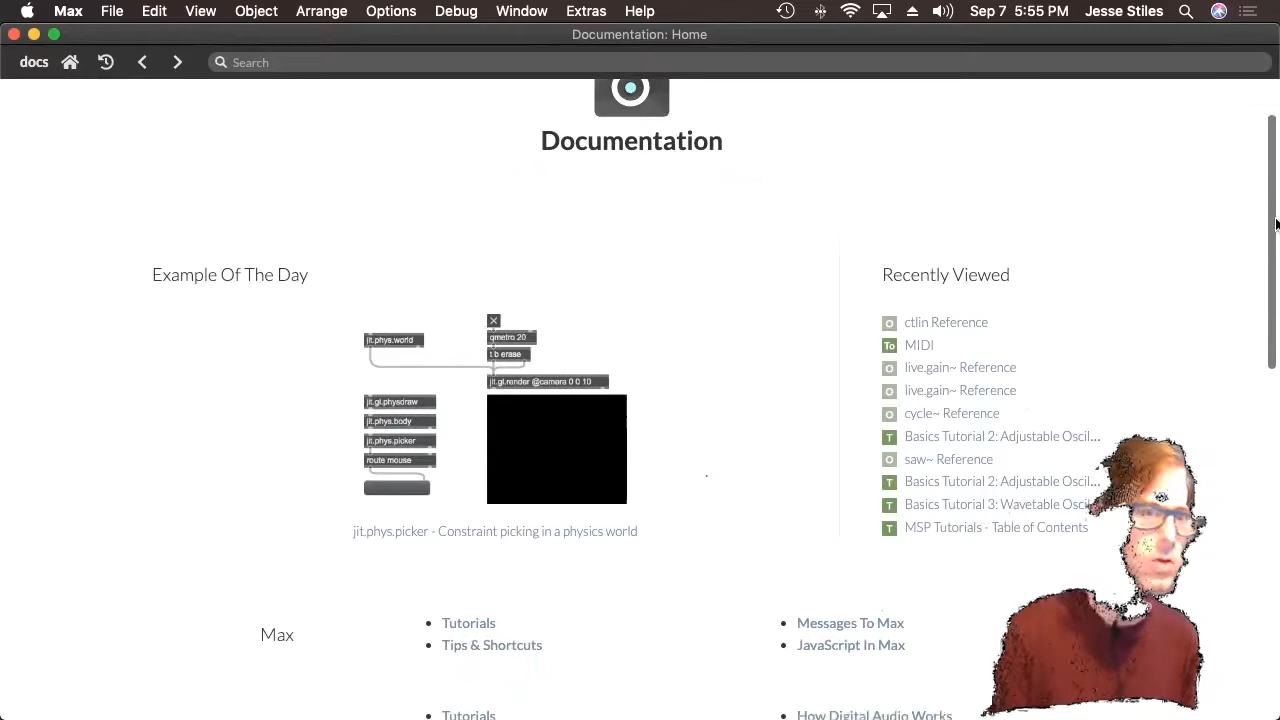 Max File Edit View Object Arrange Options Debug Window Extras Help Sep 7 5:55 PM Jesse Stiles
Documentation: Home
docs Search
Documentation
Example Of The Day
jit.phys.world
qmetro 20
t b erase
jit.gl.render @camera 0 0 10
jit.gl.physdraw
jit.phys.body
jit.phys.picker
route mouse
jit.phys.picker - Constraint picking in a physics world
Recently Viewed
O ctlin Reference
To MIDI
O live.gain~ Reference
O live.gain~ Reference
O cycle~ Reference
T Basics Tutorial 2: Adjustable Oscil...
O saw~ Reference
T Basics Tutorial 2: Adjustable Oscil...
T Basics Tutorial 3: Wavetable Oscil
T MSP Tutorials - Table of Contents
Max
• Tutorials
• Tips & Shortcuts
• Messages To Max
• JavaScript In Max
• Tutorials
• How Digital Audio Works